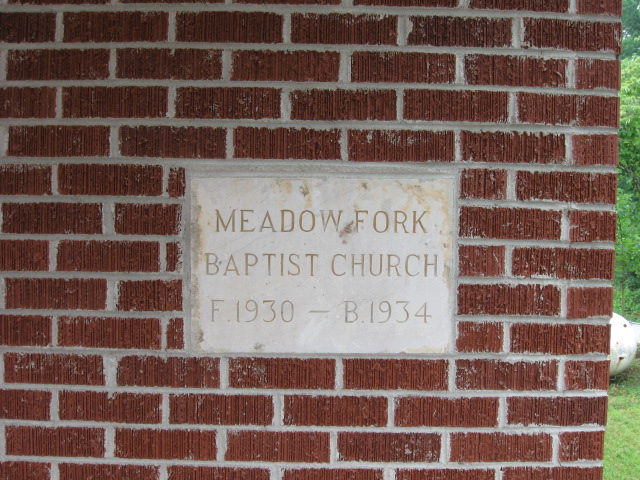 MEADOW FORK
BAPTIST CHURCH
F.1930 — B.1934